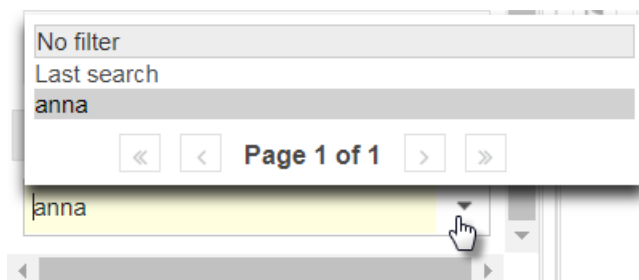 No filter
Last search
anna
« < Page 1 of 1 > »
anna